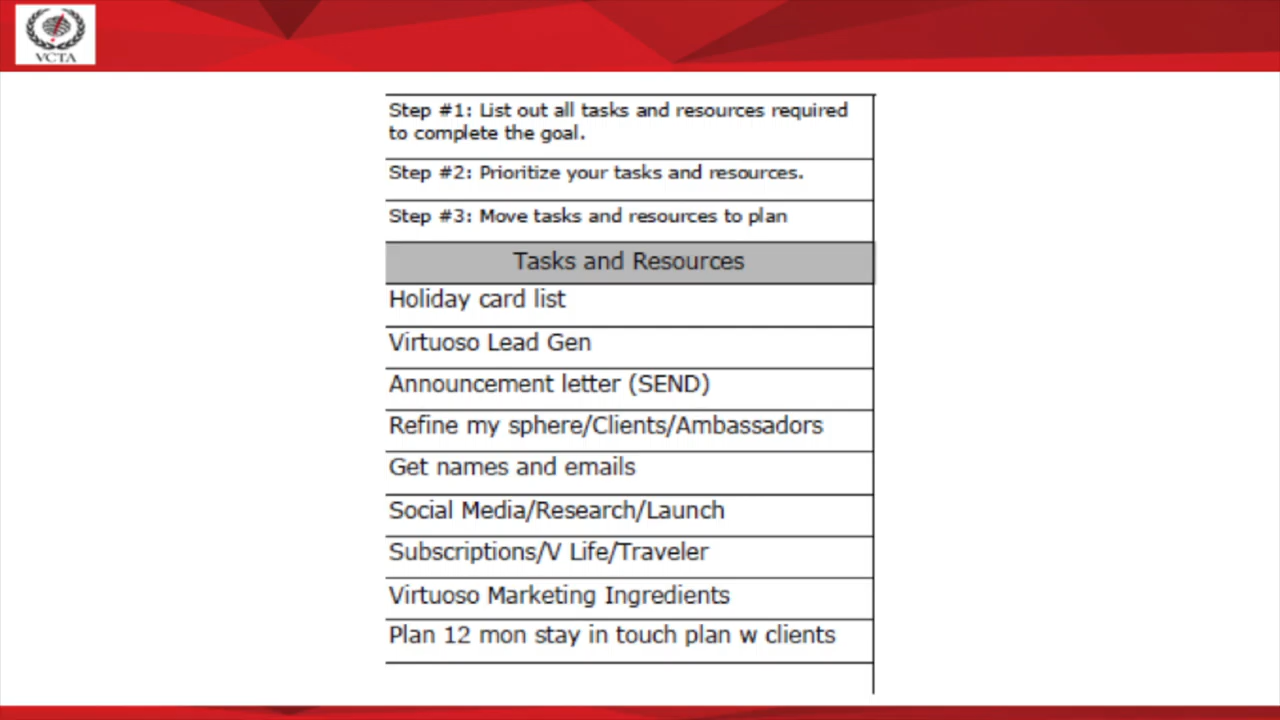 VCTA
Step #1: List out all tasks and resources required
to complete the goal.
Step #2: Prioritize your tasks and resources.
Step #3: Move tasks and resources to plan
Tasks and Resources
Holiday card list
Virtuoso Lead Gen
Announcement letter (SEND)
Refine my sphere/Clients/Ambassadors
Get names and emails
Social Media/Research/Launch
Subscriptions/V Life/Traveler
Virtuoso Marketing Ingredients
Plan 12 mon stay in touch plan w clients